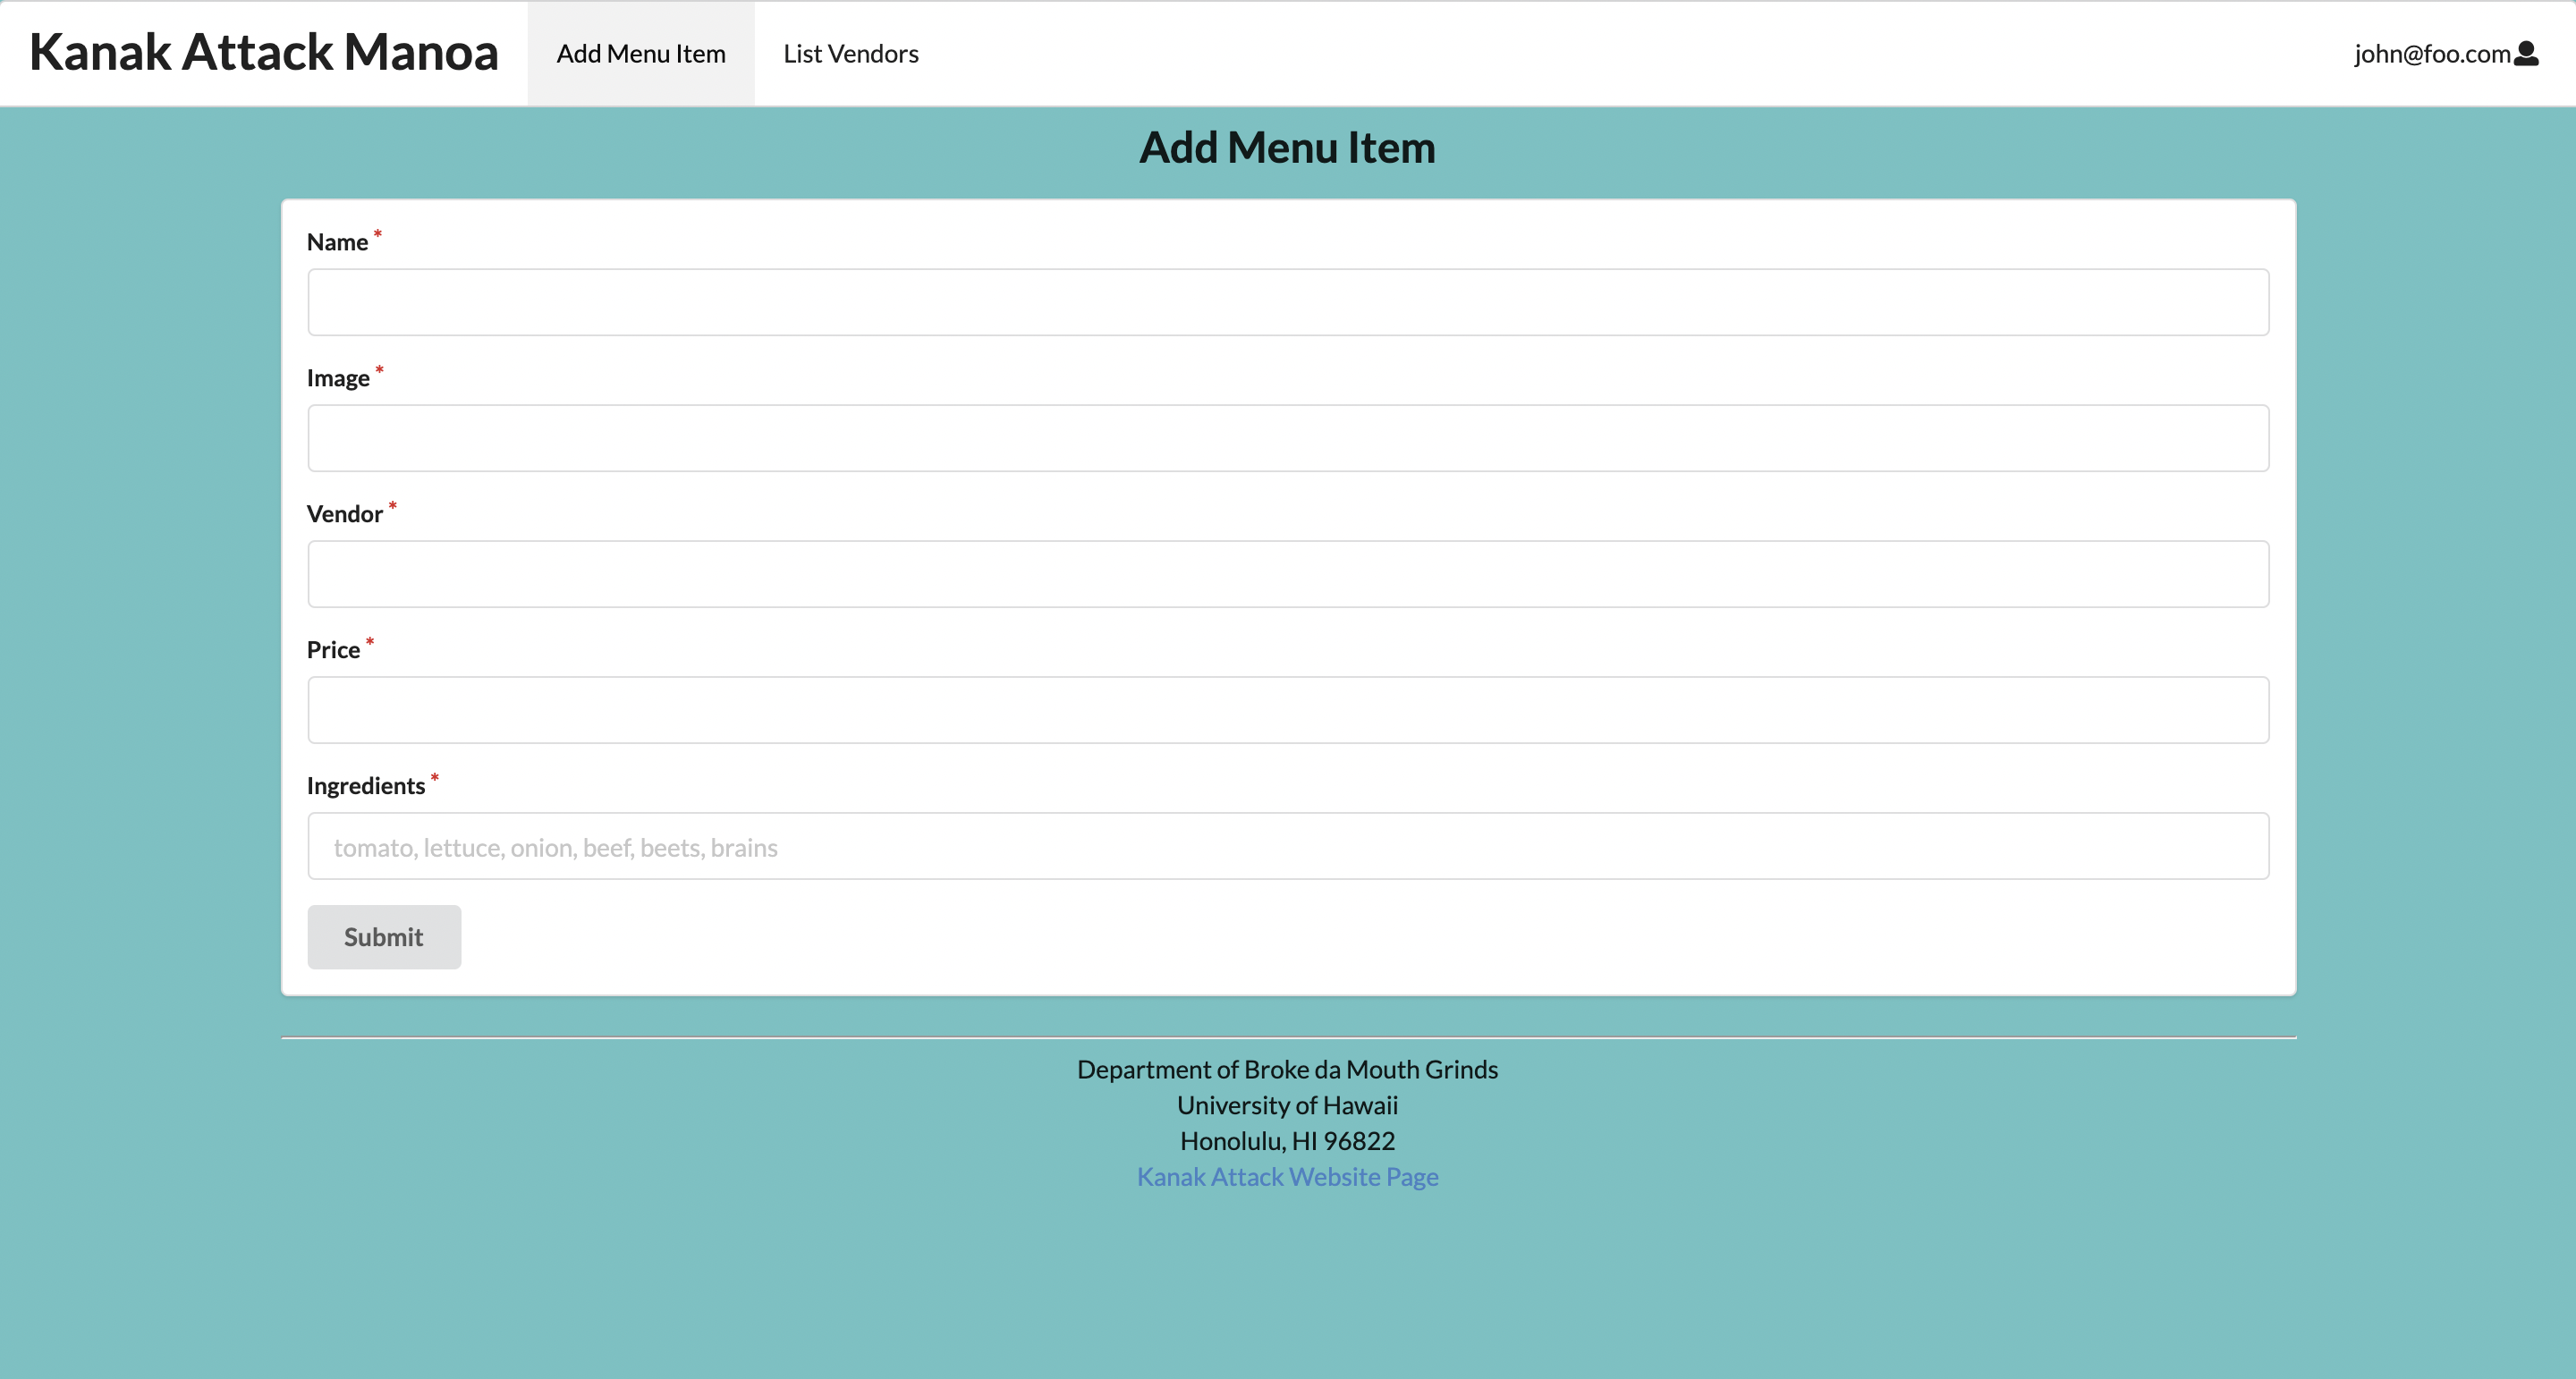 Kanak Attack Manoa
Add Menu Item
List Vendors
john@foo.com
Add Menu Item
Name *
Image *
Vendor *
Price *
Ingredients *
tomato, lettuce, onion, beef, beets, brains
Submit
Department of Broke da Mouth Grinds
University of Hawaii
Honolulu, HI 96822
Kanak Attack Website Page